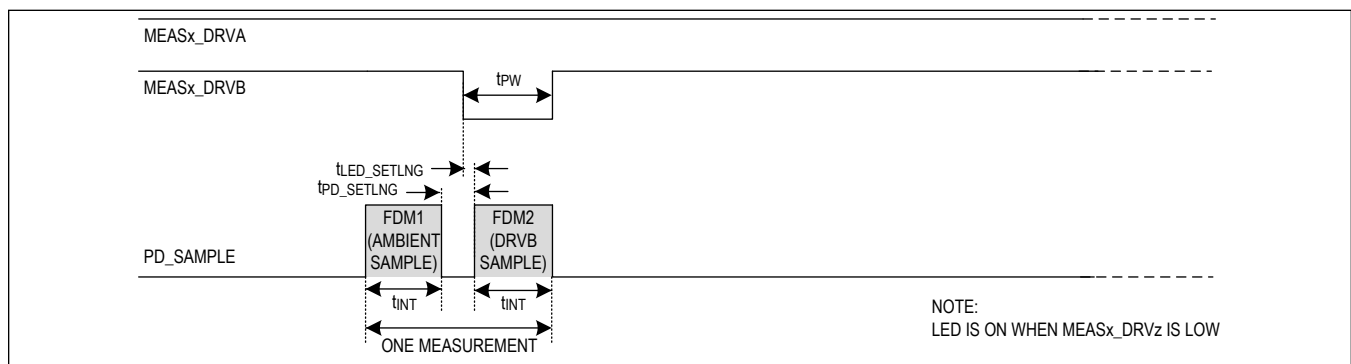 MEASx_DRVA
MEASx_DRVB
tPW
tLED_SETLNG
tPD_SETLNG
FDM1
(AMBIENT
SAMPLE)
FDM2
(DRVB
SAMPLE)
PD_SAMPLE
tINT
tINT
ONE MEASUREMENT
NOTE:
LED IS ON WHEN MEASx_DRVz IS LOW